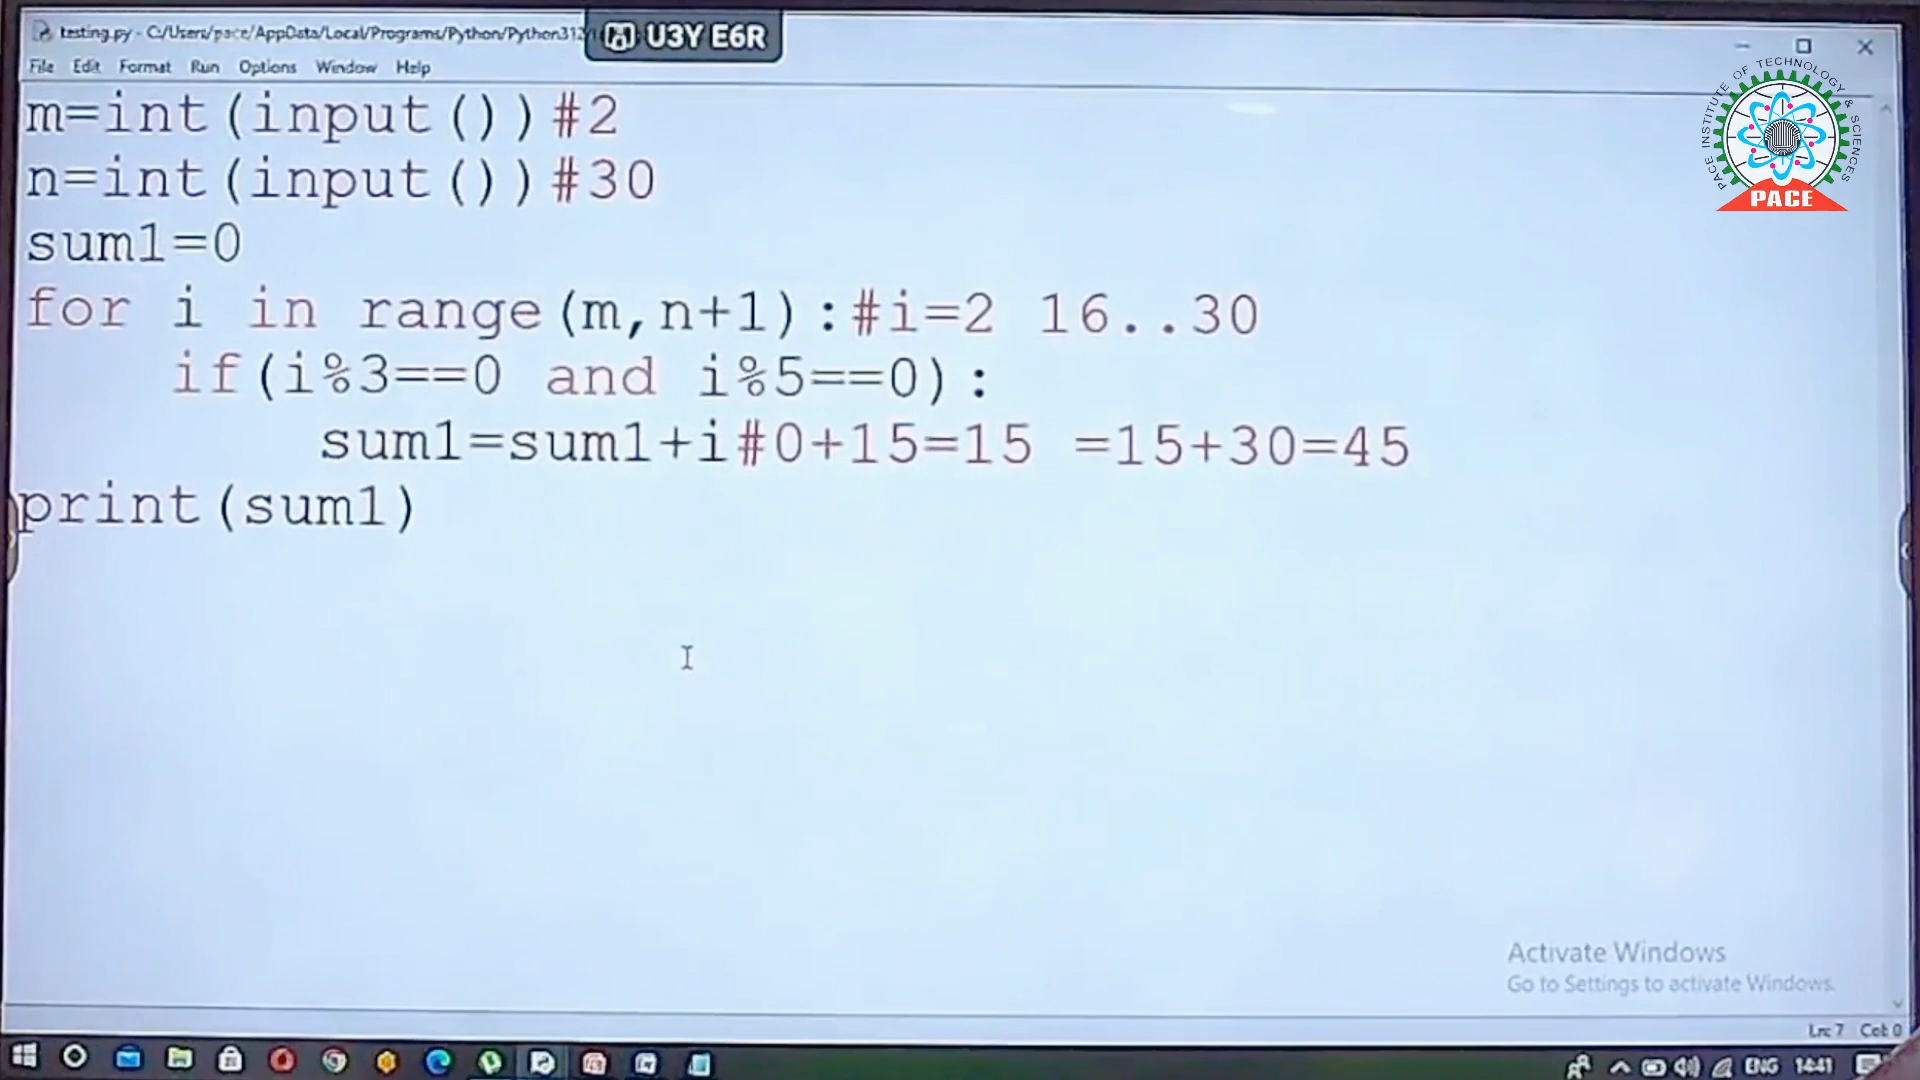 testing.py - C:/Users/pace/AppData/Local/Programs/Python/Python312/
U3Y E6R
File Edit Format Run Options Window Help
m=int(input())#2
n=int(input())#30
sum1=0
for i in range(m,n+1):#i=2 16..30
if(i%3==0 and i%5==0):
sum1=sum1+i#0+15=15 =15+30=45
print(sum1)
PACE INSTITUTE OF TECHNOLOGY & SCIENCES
PACE
Activate Windows
Go to Settings to activate Windows.
Ln: 7 Col: 0
ENG 14:41